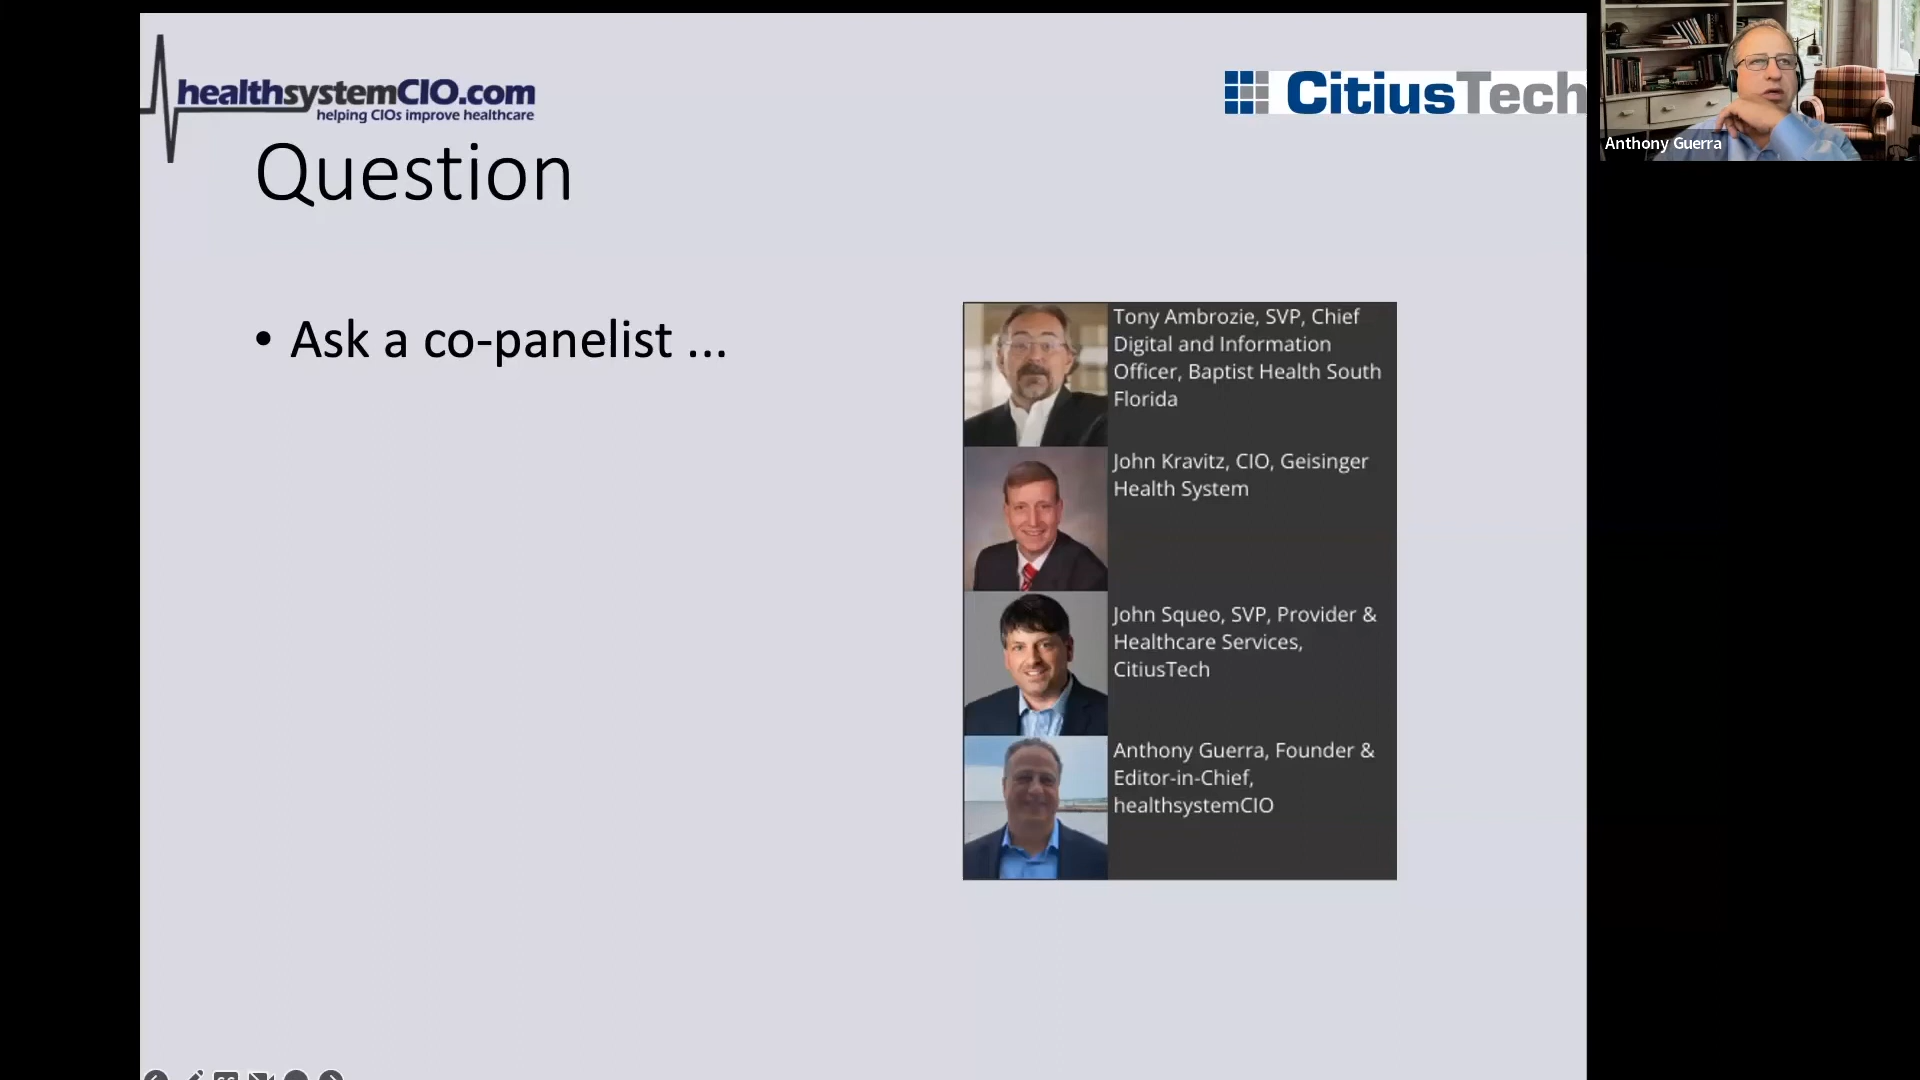 healthsystemCIO.com
helping CIOs improve healthcare
CitiusTech
Anthony Guerra
Question
• Ask a co-panelist ...
Tony Ambrozie, SVP, Chief
Digital and Information
Officer, Baptist Health South
Florida
John Kravitz, CIO, Geisinger
Health System
John Squeo, SVP, Provider &
Healthcare Services,
CitiusTech
Anthony Guerra, Founder &
Editor-in-Chief,
healthsystemCIO